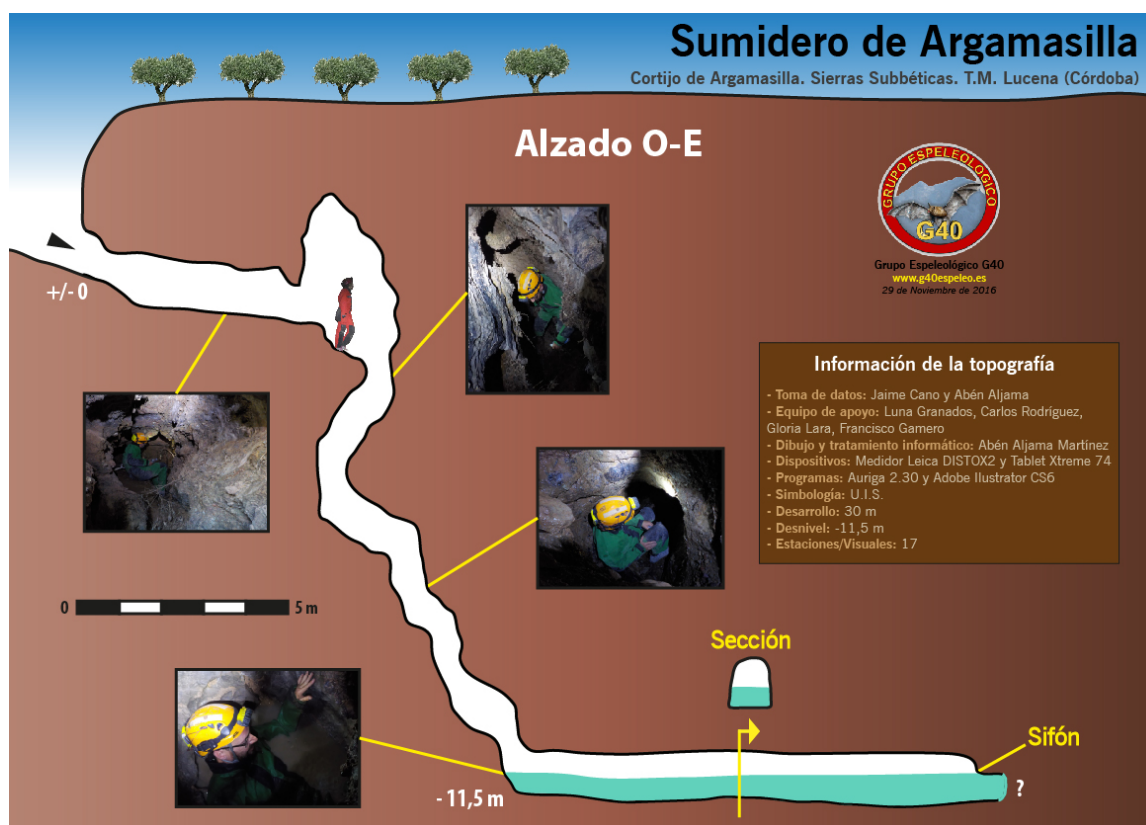 Sumidero de Argamasilla
Cortijo de Argamasilla. Sierras Subbéticas. T.M. Lucena (Córdoba)
Alzado O-E
GRUPO ESPELEOLOGICO
G40
Grupo Espeleológico G40
www.g40espeleo.es
29 de Noviembre de 2016
+/- 0
Información de la topografía
- Toma de datos: Jaime Cano y Abén Aljama
- Equipo de apoyo: Luna Granados, Carlos Rodríguez,
Gloria Lara, Francisco Gamero
- Dibujo y tratamiento informático: Abén Aljama Martínez
- Dispositivos: Medidor Leica DISTOX2 y Tablet Xtreme 74
- Programas: Auriga 2.30 y Adobe Ilustrator CS6
- Simbología: U.I.S.
- Desarrollo: 30 m
- Desnivel: -11,5 m
- Estaciones/Visuales: 17
0 5 m
Sección
Sifón
- 11,5 m
?